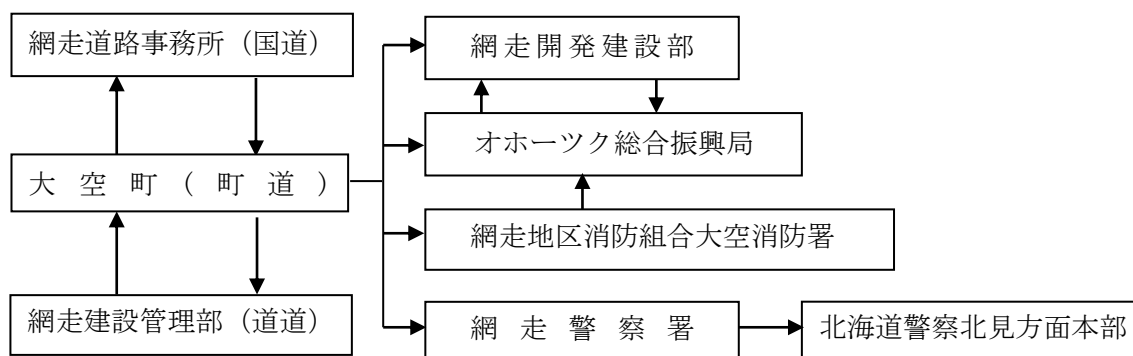 網走道路事務所（国道）
網走開発建設部
オホーツク総合振興局
大空町（町道）
網走地区消防組合大空消防署
網走建設管理部（道道）
網走警察署
北海道警察北見方面本部